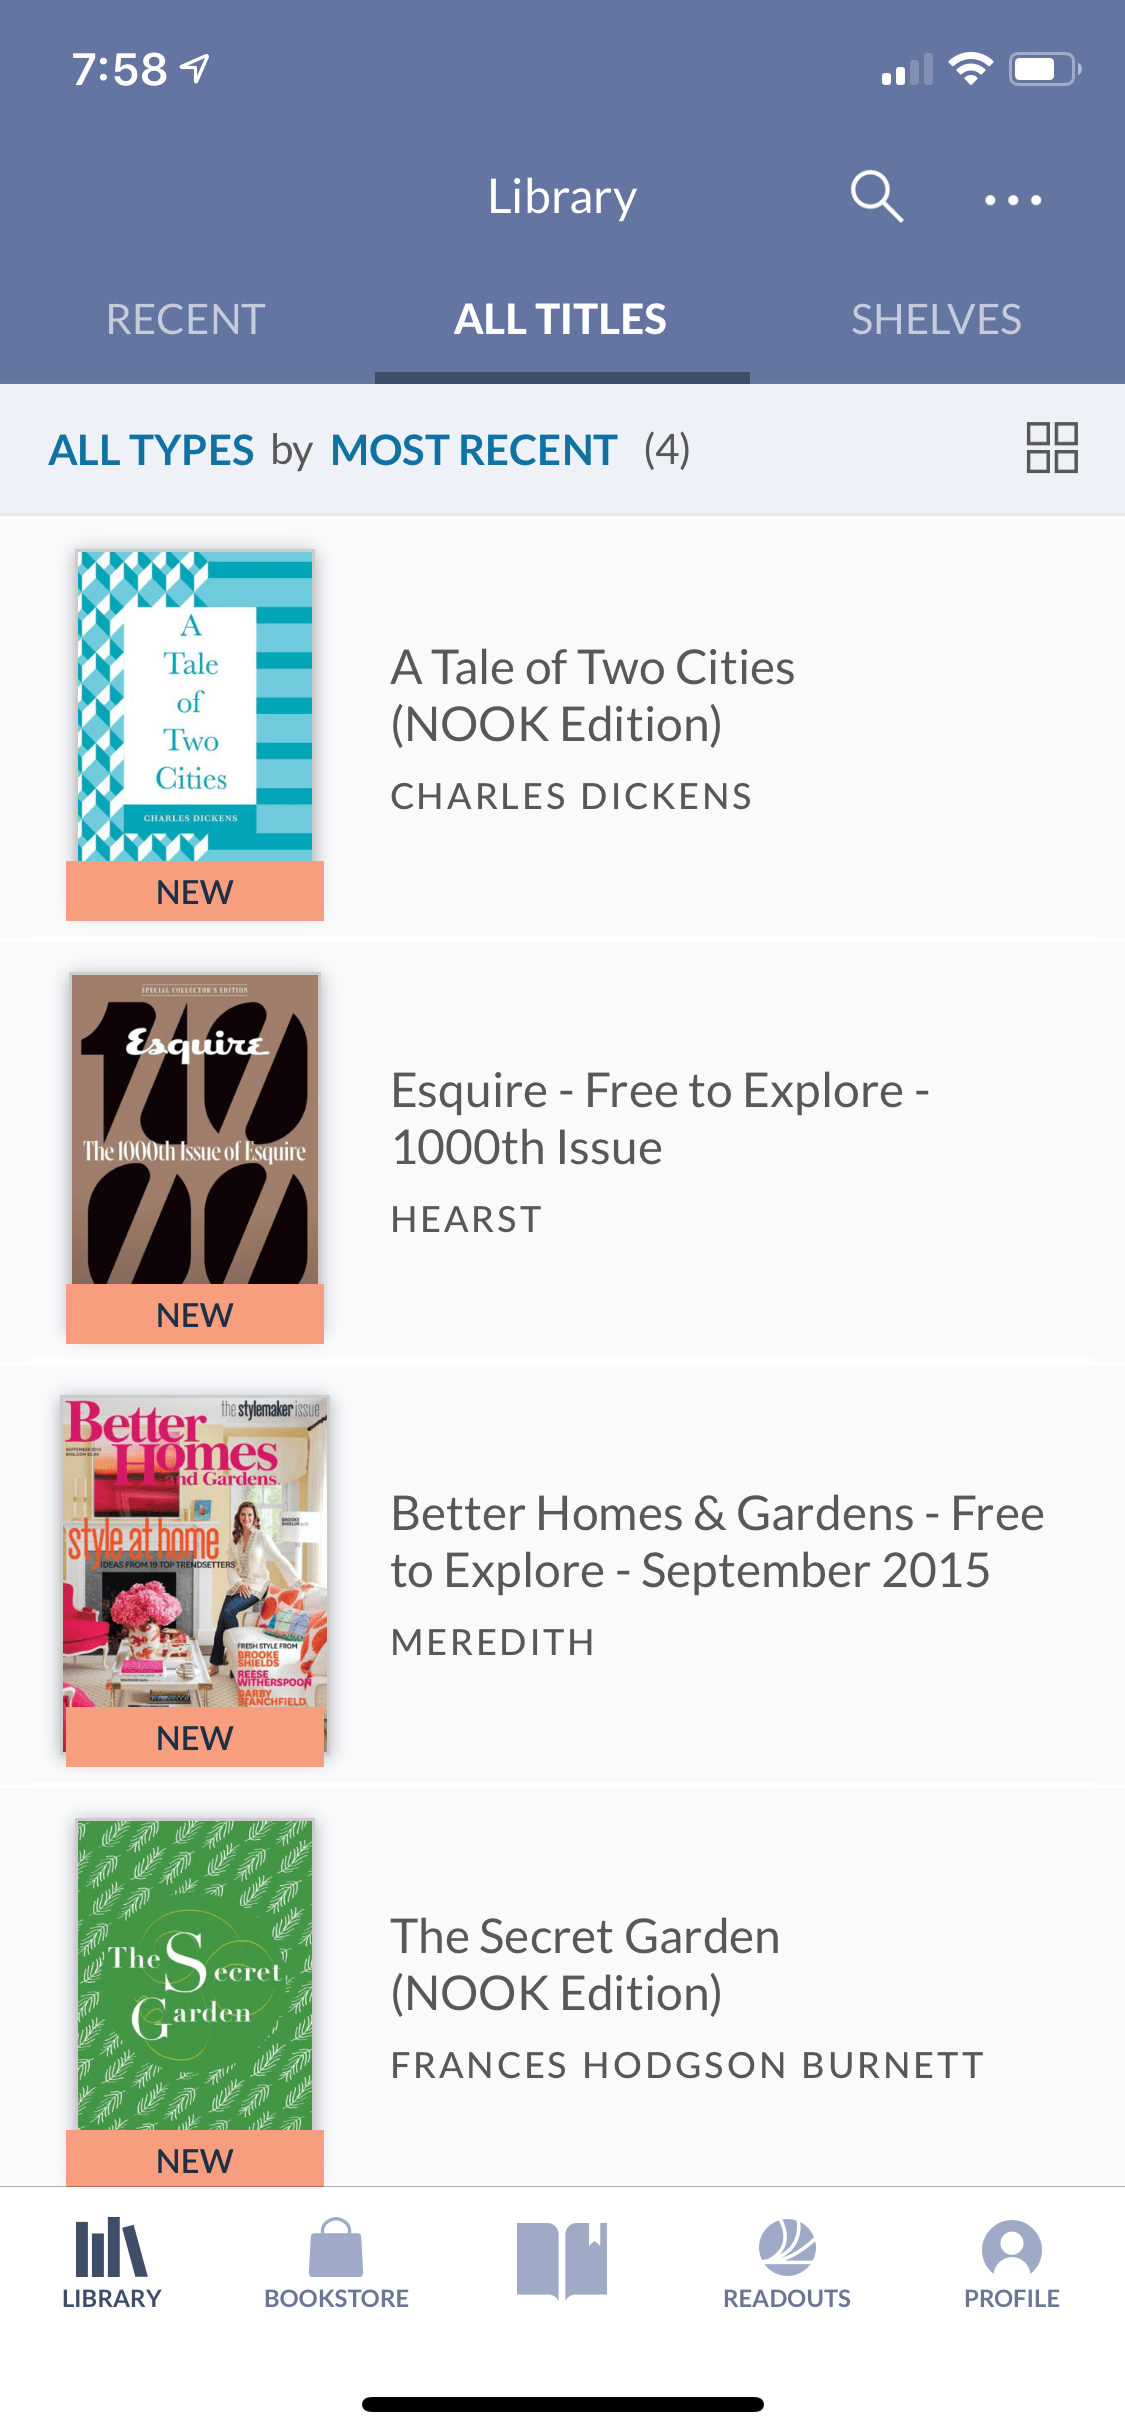 7:58
Library
RECENT
ALL TITLES
SHELVES
ALL TYPES by MOST RECENT (4)
A
Tale
of
Two
Cities
CHARLES DICKENS
NEW
A Tale of Two Cities
(NOOK Edition)
CHARLES DICKENS
SPECIAL COLLECTOR'S EDITION
Esquire
1000
The 1000th Issue of Esquire
NEW
Esquire - Free to Explore -
1000th Issue
HEARST
the stylemaker issue
Better
Homes
and Gardens
style at home
IDEAS FROM 19 TOP TRENDSETTERS
FRESH STYLE FROM
BROOKE
SHIELDS
REESE
WITHERSPOON
DARBY
STANCHFIELD
NEW
Better Homes & Gardens - Free
to Explore - September 2015
MEREDITH
The Secret
Garden
NEW
The Secret Garden
(NOOK Edition)
FRANCES HODGSON BURNETT
LIBRARY
BOOKSTORE
READOUTS
PROFILE